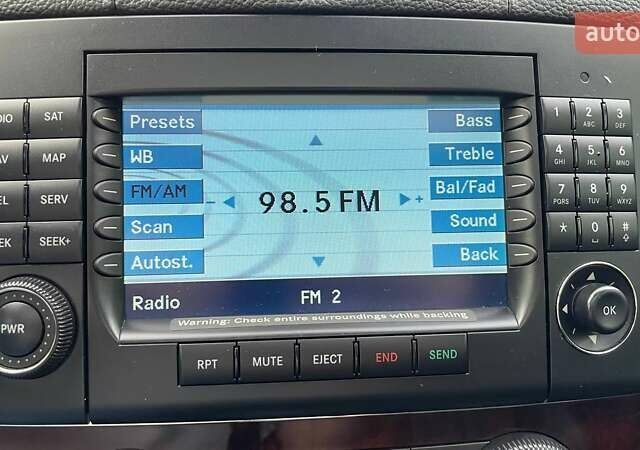 auto
SAT
MAP
SERV
SEEK+
PWR
Presets
WB
FM/AM
Scan
Autost.
98.5 FM
- +
Bass
Treble
Bal/Fad
Sound
Back
Radio FM 2
Warning: Check entire surroundings while backing
RPT MUTE EJECT END SEND
1 2 ABC 3 DEF
4 GHI 5 JKL 6 MNO
7 PQRS 8 TUV 9 WXYZ
* 0 #
OK